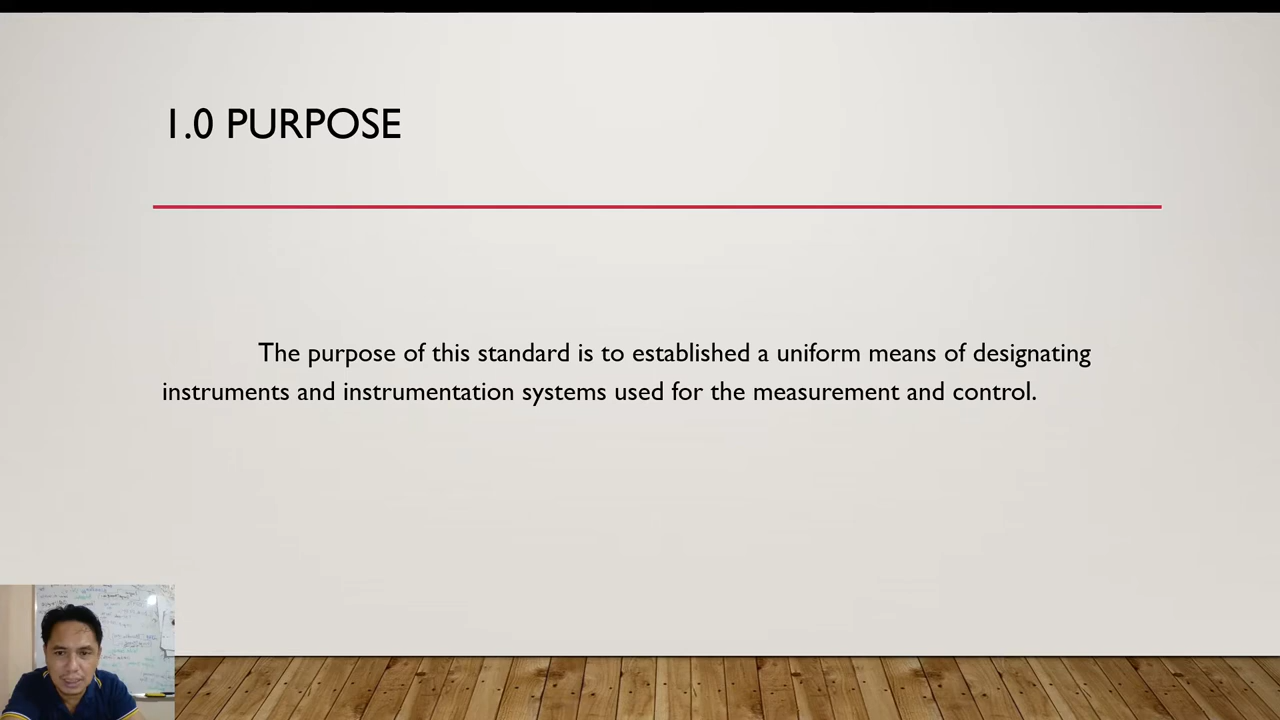 1.0 PURPOSE
The purpose of this standard is to established a uniform means of designating
instruments and instrumentation systems used for the measurement and control.